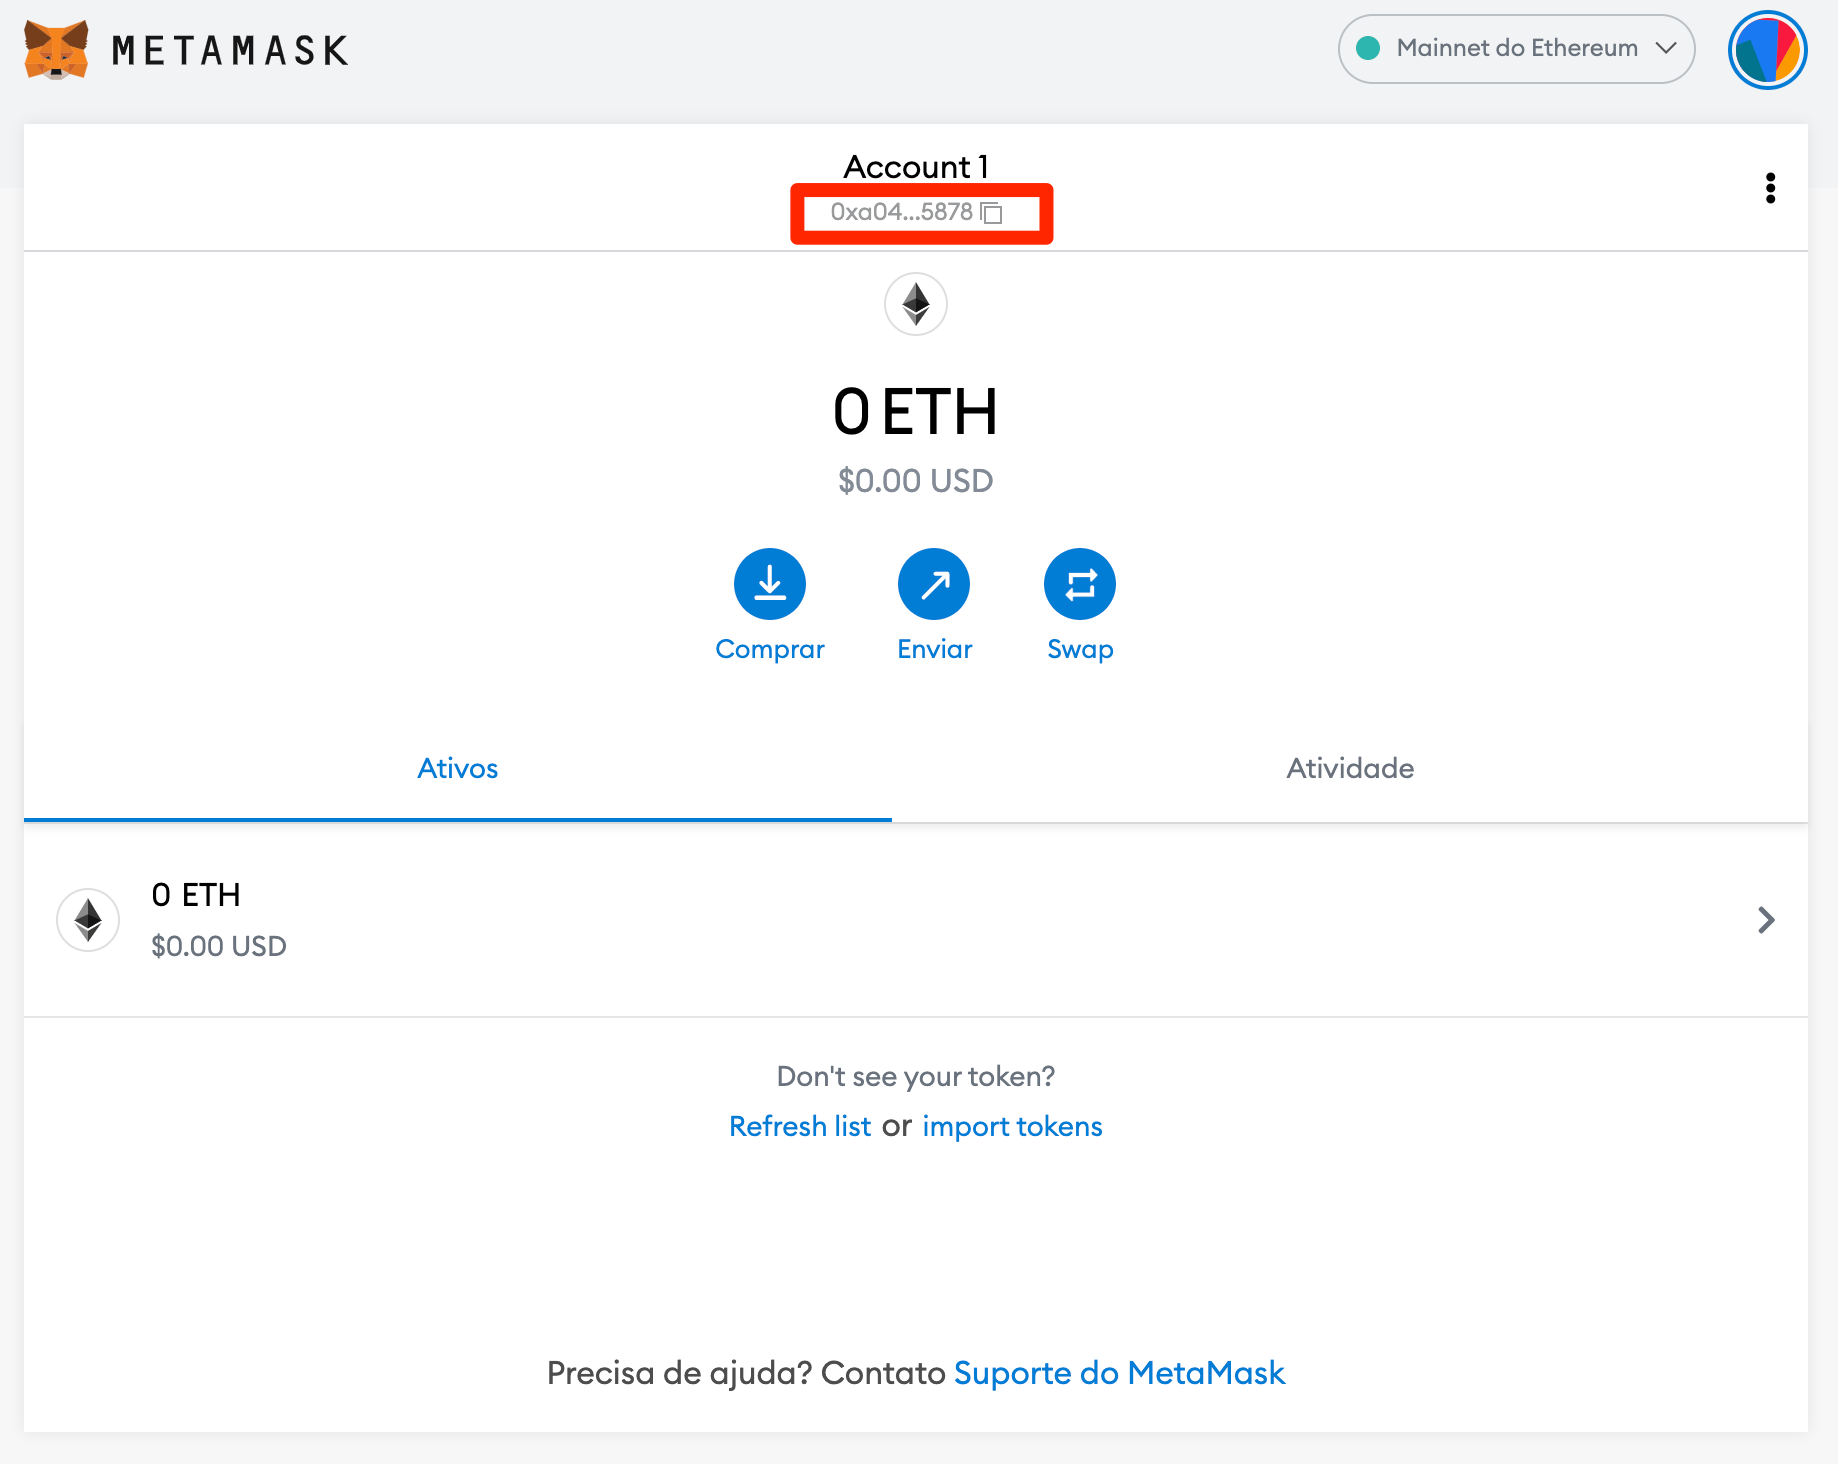 METAMASK
Mainnet do Ethereum
Account 1
0xa04...5878
0 ETH
$0.00 USD
Comprar Enviar Swap
Ativos Atividade
0 ETH
$0.00 USD
Don't see your token?
Refresh list or import tokens
Precisa de ajuda? Contato Suporte do MetaMask